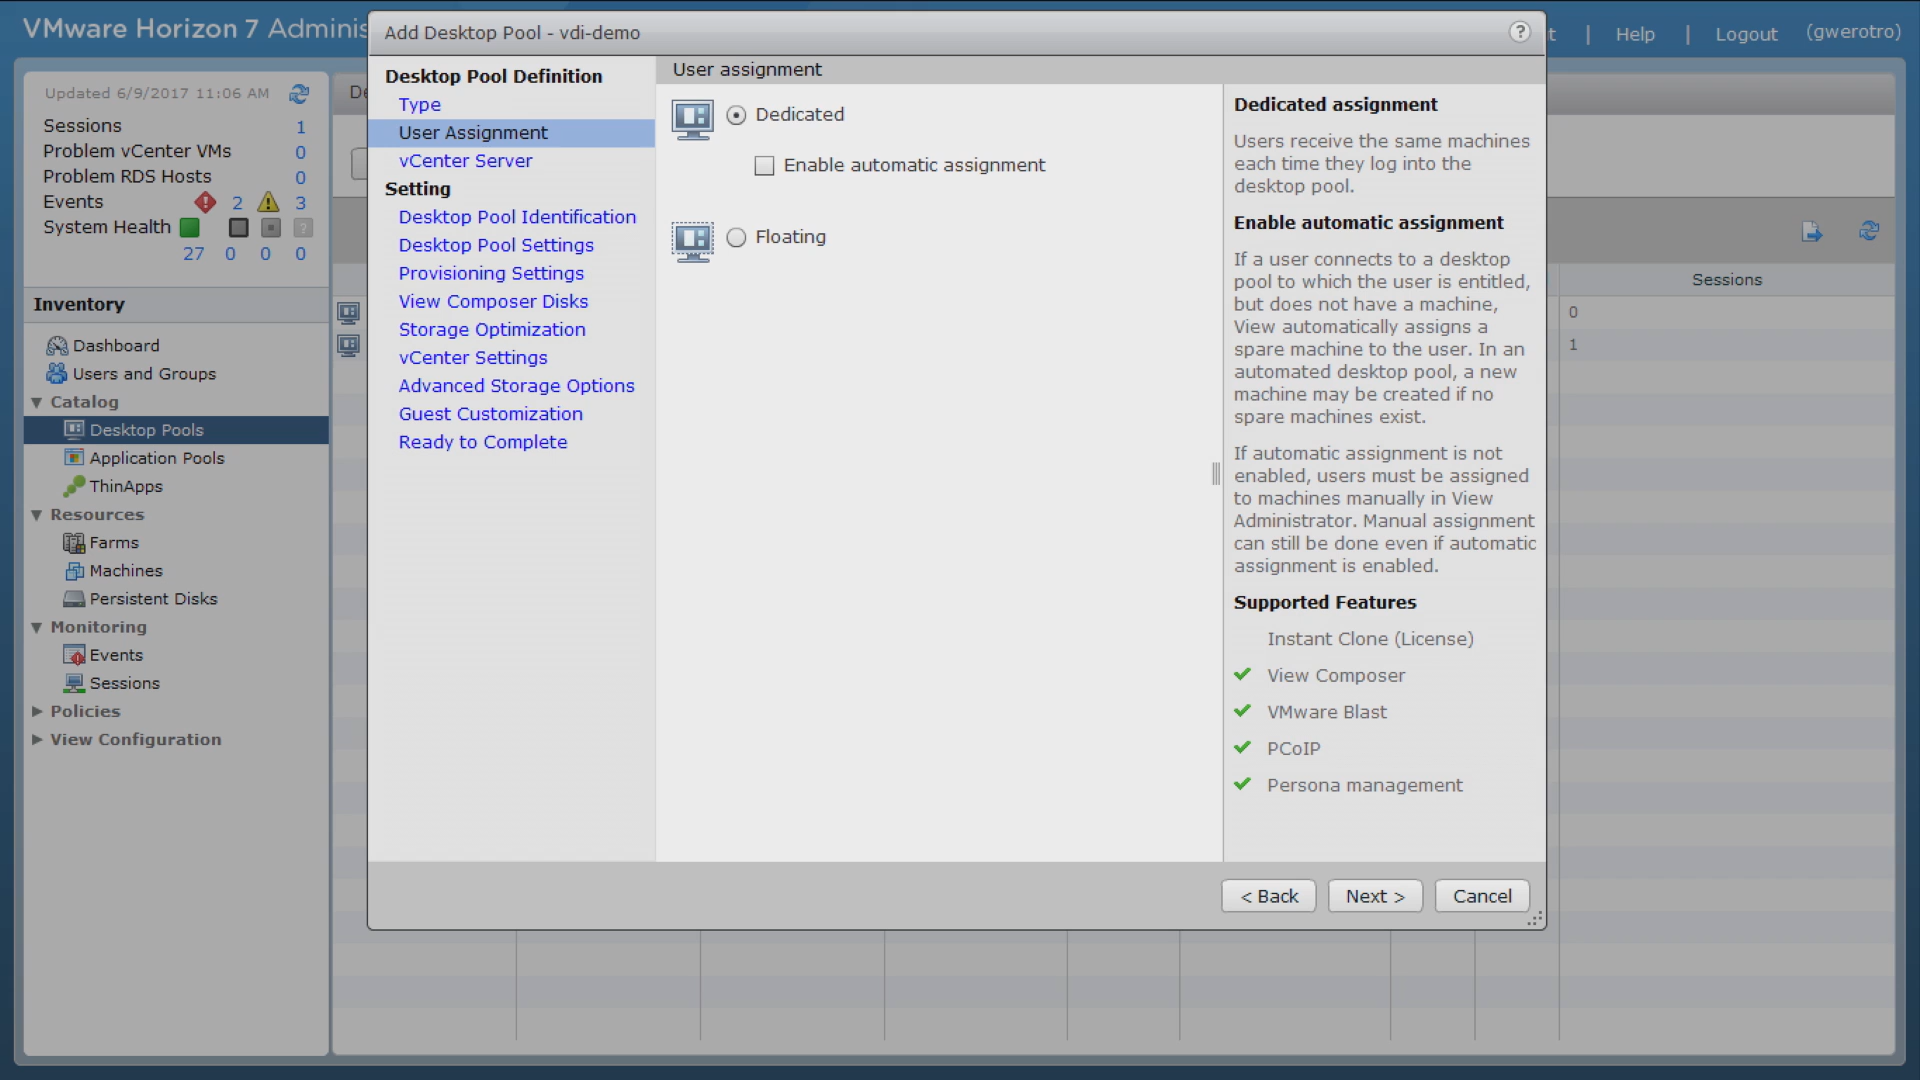 VMware Horizon 7 Adminis
Add Desktop Pool - vdi-demo
?
t | Help | Logout (gwerotro)
Updated 6/9/2017 11:06 AM
Sessions 1
Problem vCenter VMs 0
Problem RDS Hosts 0
Events 2 3
System Health
27 0 0 0
Inventory
Dashboard
Users and Groups
Catalog
Desktop Pools
Application Pools
ThinApps
Resources
Farms
Machines
Persistent Disks
Monitoring
Events
Sessions
Policies
View Configuration
De
Desktop Pool Definition
Type
User Assignment
vCenter Server
Setting
Desktop Pool Identification
Desktop Pool Settings
Provisioning Settings
View Composer Disks
Storage Optimization
vCenter Settings
Advanced Storage Options
Guest Customization
Ready to Complete
User assignment
Dedicated
Enable automatic assignment
Floating
Dedicated assignment
Users receive the same machines
each time they log into the
desktop pool.
Enable automatic assignment
If a user connects to a desktop
pool to which the user is entitled,
but does not have a machine,
View automatically assigns a
spare machine to the user. In an
automated desktop pool, a new
machine may be created if no
spare machines exist.
If automatic assignment is not
enabled, users must be assigned
to machines manually in View
Administrator. Manual assignment
can still be done even if automatic
assignment is enabled.
Supported Features
Instant Clone (License)
View Composer
VMware Blast
PCoIP
Persona management
< Back
Next >
Cancel
Sessions
0
1